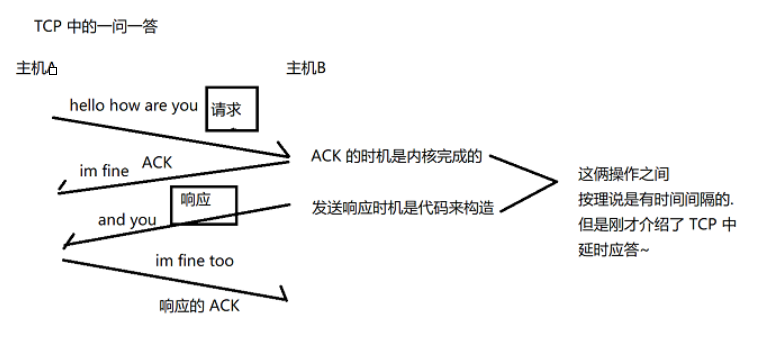 TCP 中的一问一答
主机A
主机B
hello how are you
请求
im fine
ACK
ACK 的时机是内核完成的
响应
and you
发送响应时机是代码来构造
这俩操作之间
按理说是有时间间隔的.
但是刚才介绍了 TCP 中
延时应答~
im fine too
响应的 ACK